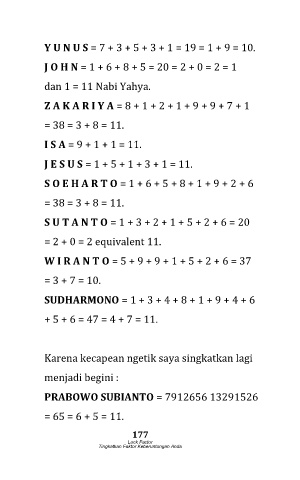 Y U N U S = 7 + 3 + 5 + 3 + 1 = 19 = 1 + 9 = 10.
J O H N = 1 + 6 + 8 + 5 = 20 = 2 + 0 = 2 = 1
dan 1 = 11 Nabi Yahya.
Z A K A R I Y A = 8 + 1 + 2 + 1 + 9 + 9 + 7 + 1
= 38 = 3 + 8 = 11.
I S A = 9 + 1 + 1 = 11.
J E S U S = 1 + 5 + 1 + 3 + 1 = 11.
S O E H A R T O = 1 + 6 + 5 + 8 + 1 + 9 + 2 + 6
= 38 = 3 + 8 = 11.
S U T A N T O = 1 + 3 + 2 + 1 + 5 + 2 + 6 = 20
= 2 + 0 = 2 equivalent 11.
W I R A N T O = 5 + 9 + 9 + 1 + 5 + 2 + 6 = 37
= 3 + 7 = 10.
SUDHARMONO = 1 + 3 + 4 + 8 + 1 + 9 + 4 + 6
+ 5 + 6 = 47 = 4 + 7 = 11.
Karena kecapean ngetik saya singkatkan lagi
menjadi begini :
PRABOWO SUBIANTO = 7912656 13291526
= 65 = 6 + 5 = 11.
177
Luck Factor
Tingkatkan Faktor Keberuntungan Anda